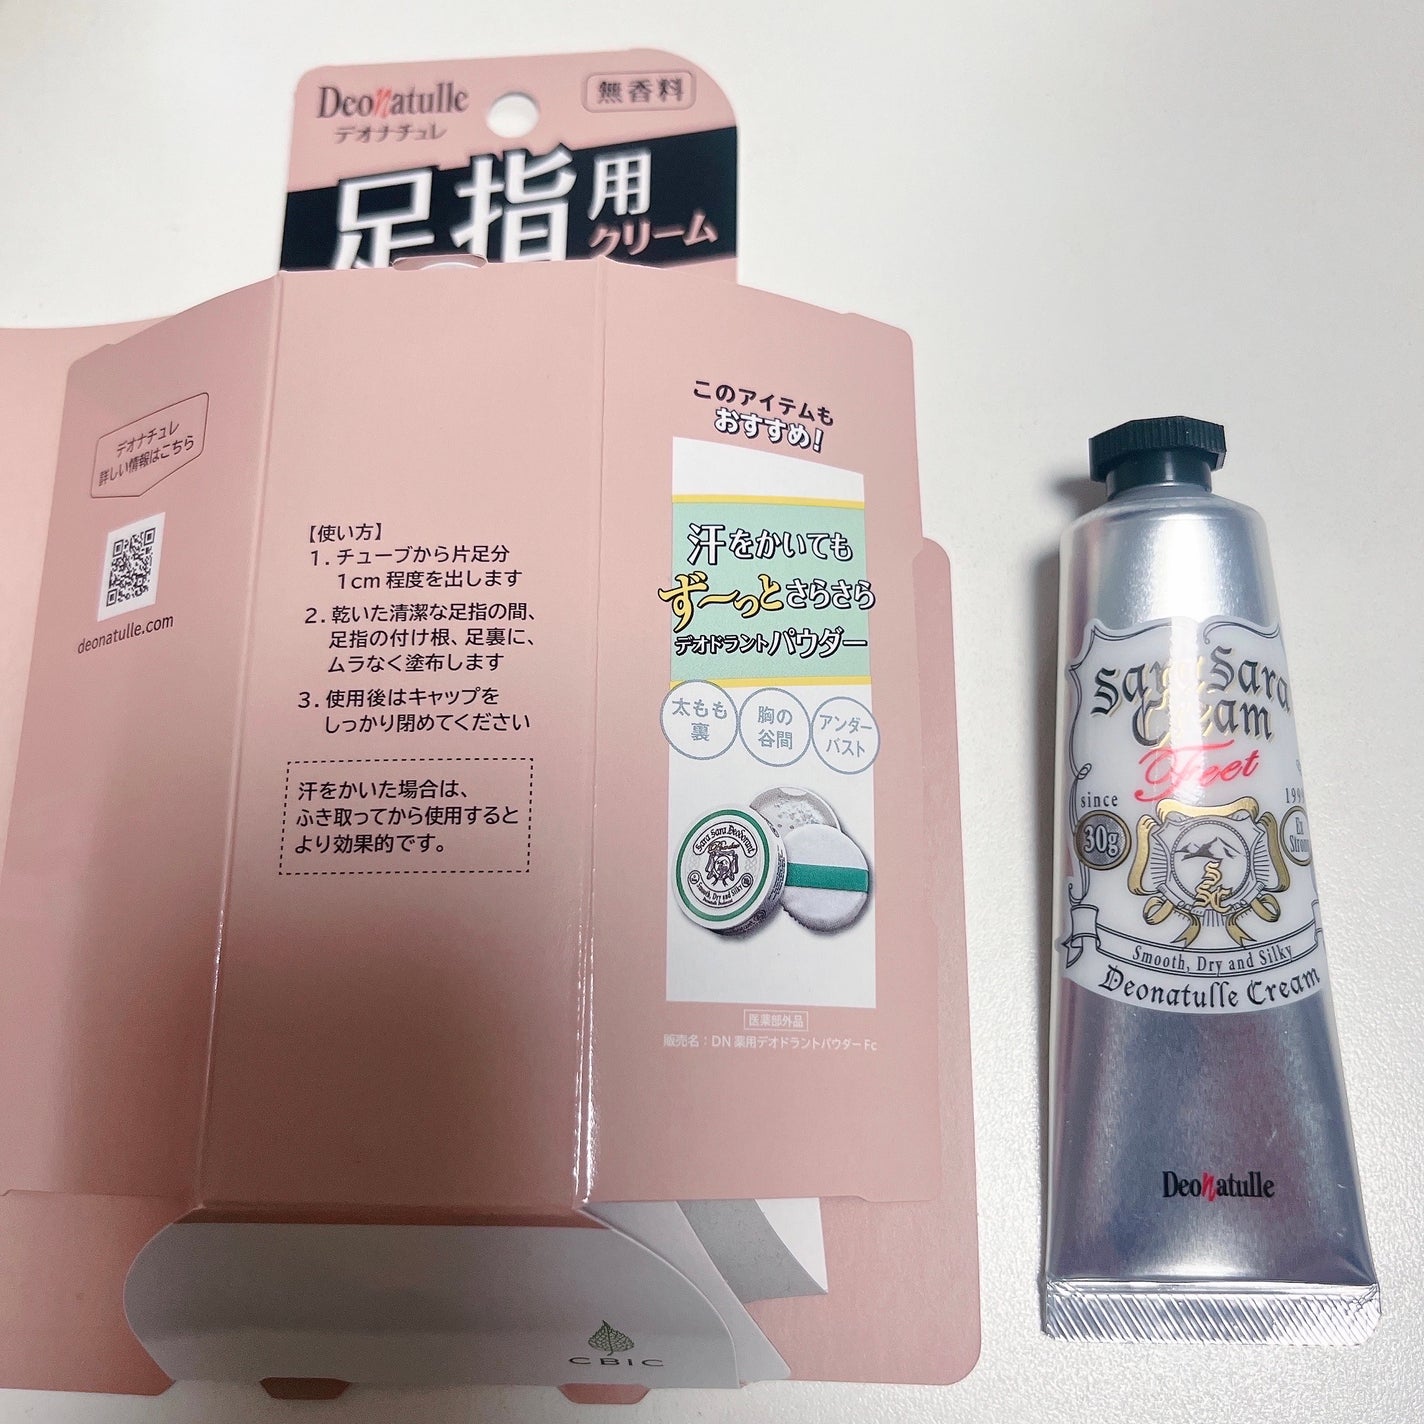 Deonatulle
デオナチュレ
無香料
足指用
クリーム
デオナチュレ
詳しい情報はこちら
deonatulle.com
【使い方】
1. チューブから片足分
1cm 程度を出します
2. 乾いた清潔な足指の間、
足指の付け根、足裏に、
ムラなく塗布します
3. 使用後はキャップを
しっかり閉めてください
汗をかいた場合は、
ふき取ってから使用すると
より効果的です。
このアイテムも
おすすめ!
汗をかいても
ず〜っとさらさら
デオドラントパウダー
太もも
裏
胸の
谷間
アンダー
バスト
Sara Sara Deodorant
Powder
Smooth, Dry and Silky
医薬部外品
販売名：DN 薬用デオドラントパウダー Fc
CBIC
Sara Sara
Cream
Feet
since
30g
Smooth, Dry and Silky
Deonatulle Cream
Deonatulle